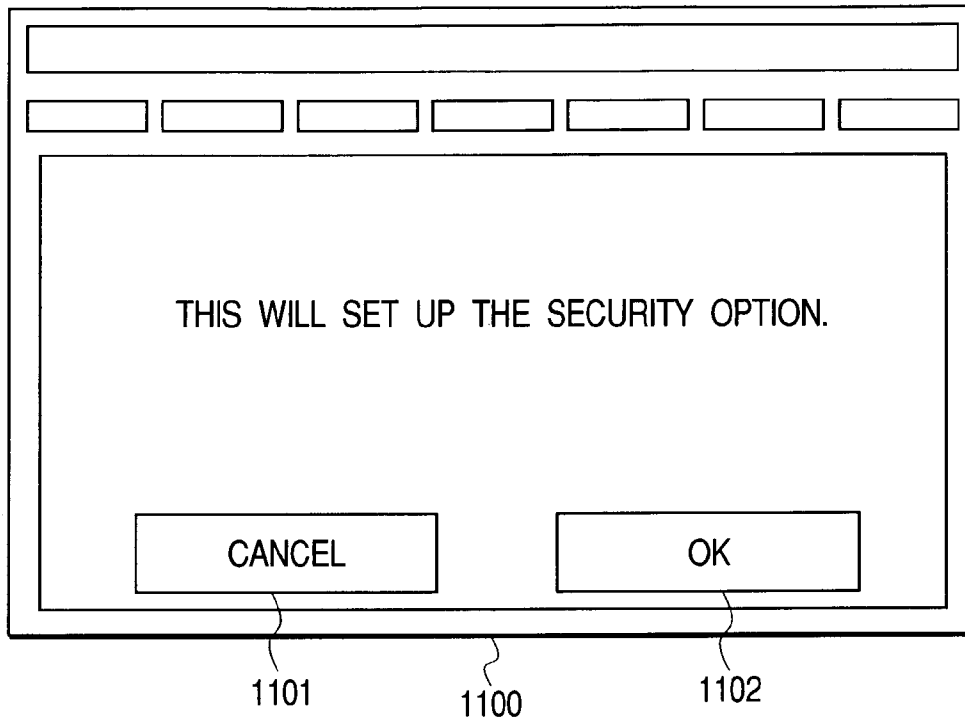 THIS WILL SET UP THE SECURITY OPTION.
CANCEL
OK
1101
1100
1102